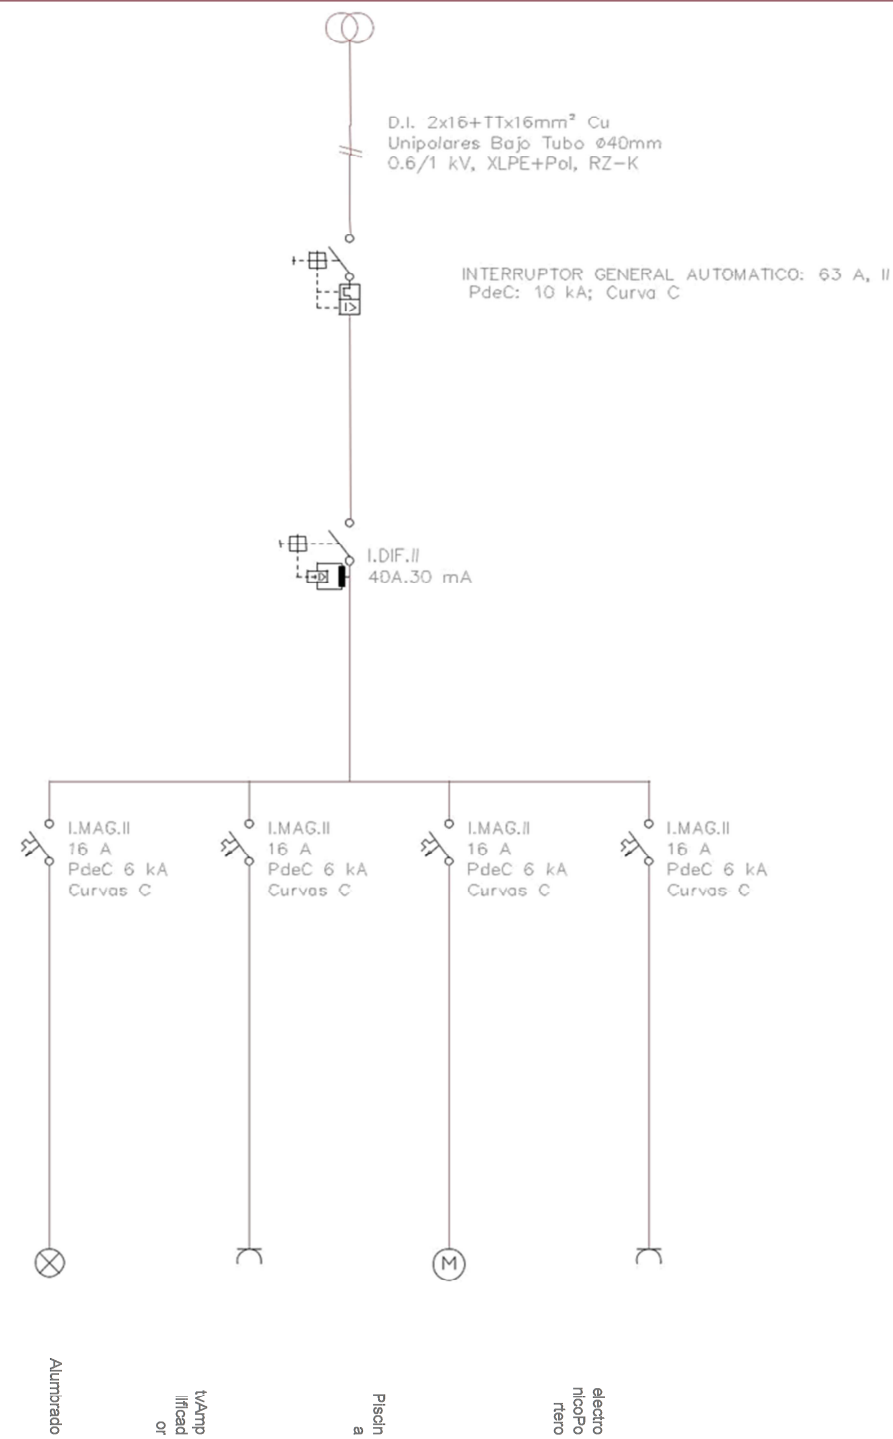 D.I. 2x16+TTx16mm² Cu
Unipolares Bajo Tubo ø40mm
0.6/1 kV, XLPE+Pol, RZ-K
INTERRUPTOR GENERAL AUTOMATICO: 63 A, II
PdeC: 10 kA; Curva C
I.DIF.II
40A.30 mA
I.MAG.II
16 A
PdeC 6 kA
Curvas C
I.MAG.II
16 A
PdeC 6 kA
Curvas C
I.MAG.II
16 A
PdeC 6 kA
Curvas C
I.MAG.II
16 A
PdeC 6 kA
Curvas C
M
Alumbrado
tvAmp
lificad
or
Piscin
a
electro
nicoPo
rtero